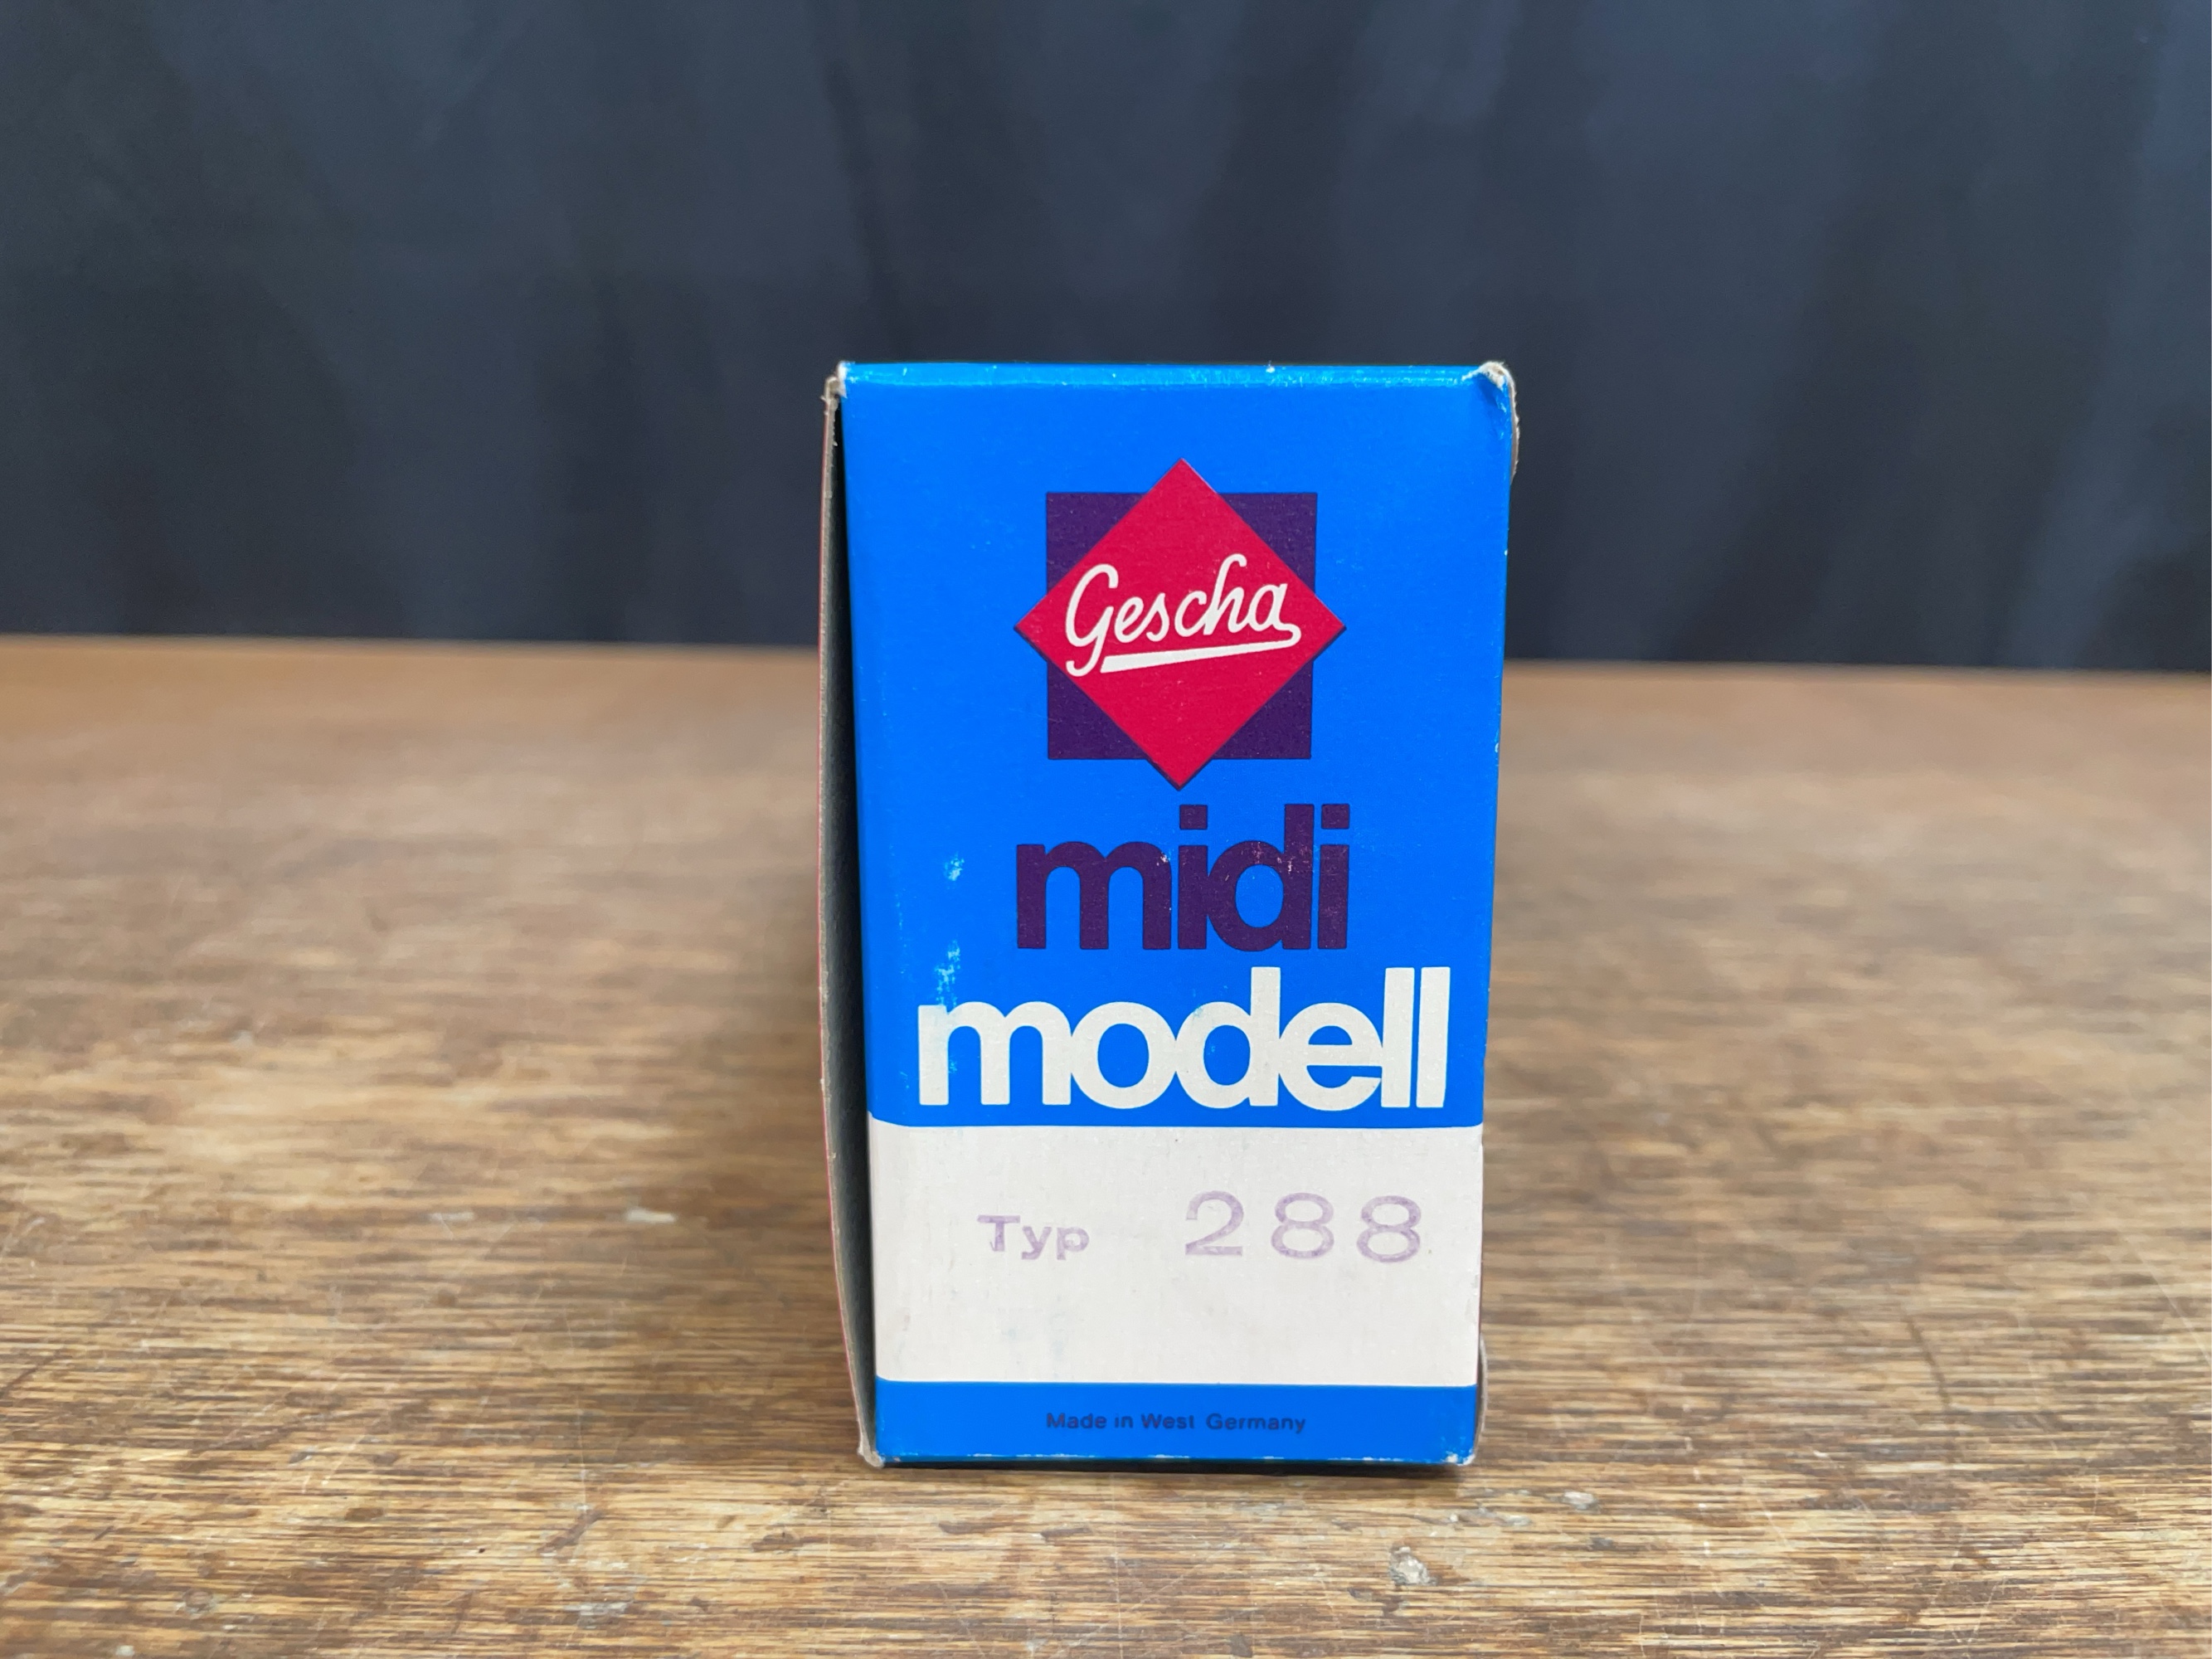 Gescha
midi
modell
Typ 288
Made in West Germany